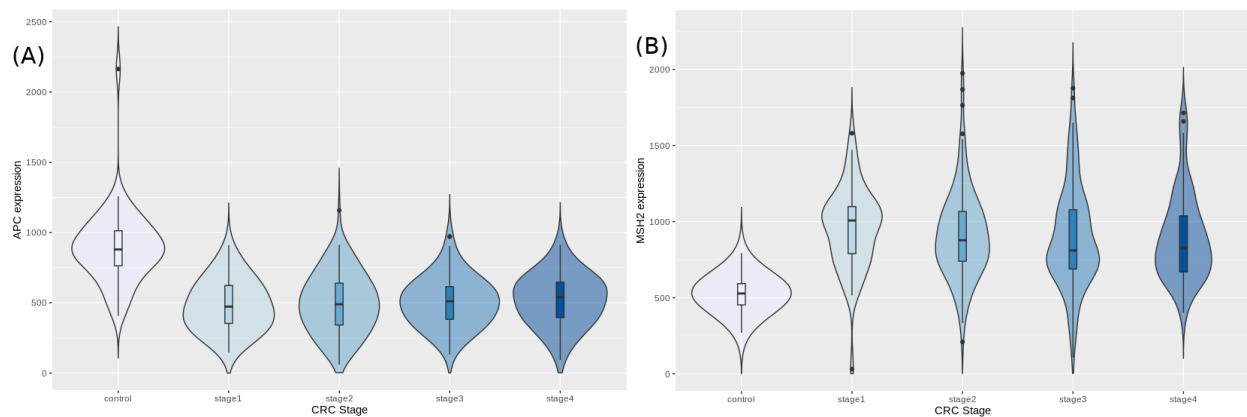 (A)
APC expression
2500
2000
1500
1000
500
0
control
stage1
stage2
stage3
stage4
CRC Stage
(B)
MSH2 expression
2000
1500
1000
500
0
control
stage1
stage2
stage3
stage4
CRC Stage